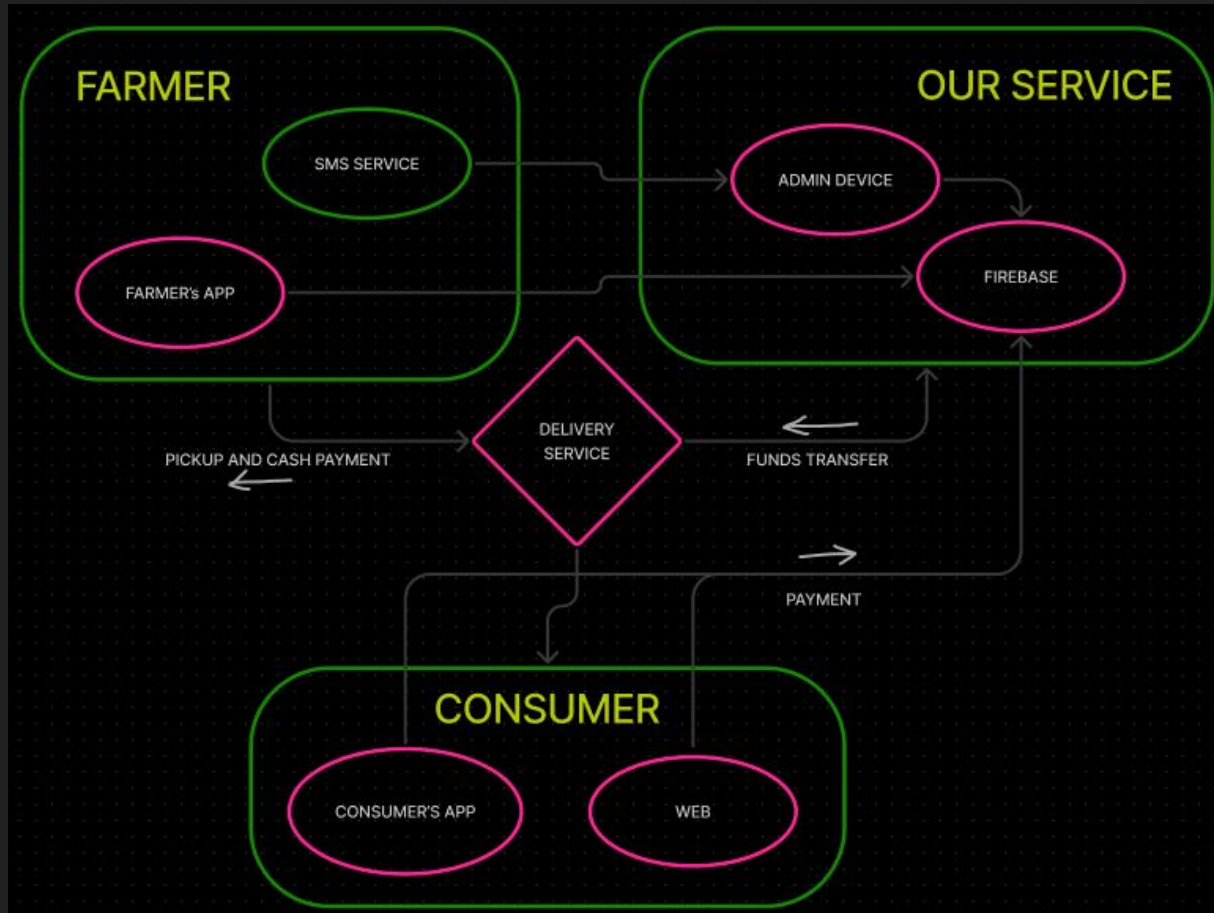 FARMER
OUR SERVICE
SMS SERVICE
ADMIN DEVICE
FARMER's APP
FIREBASE
DELIVERY
SERVICE
PICKUP AND CASH PAYMENT
FUNDS TRANSFER
PAYMENT
CONSUMER
CONSUMER'S APP
WEB